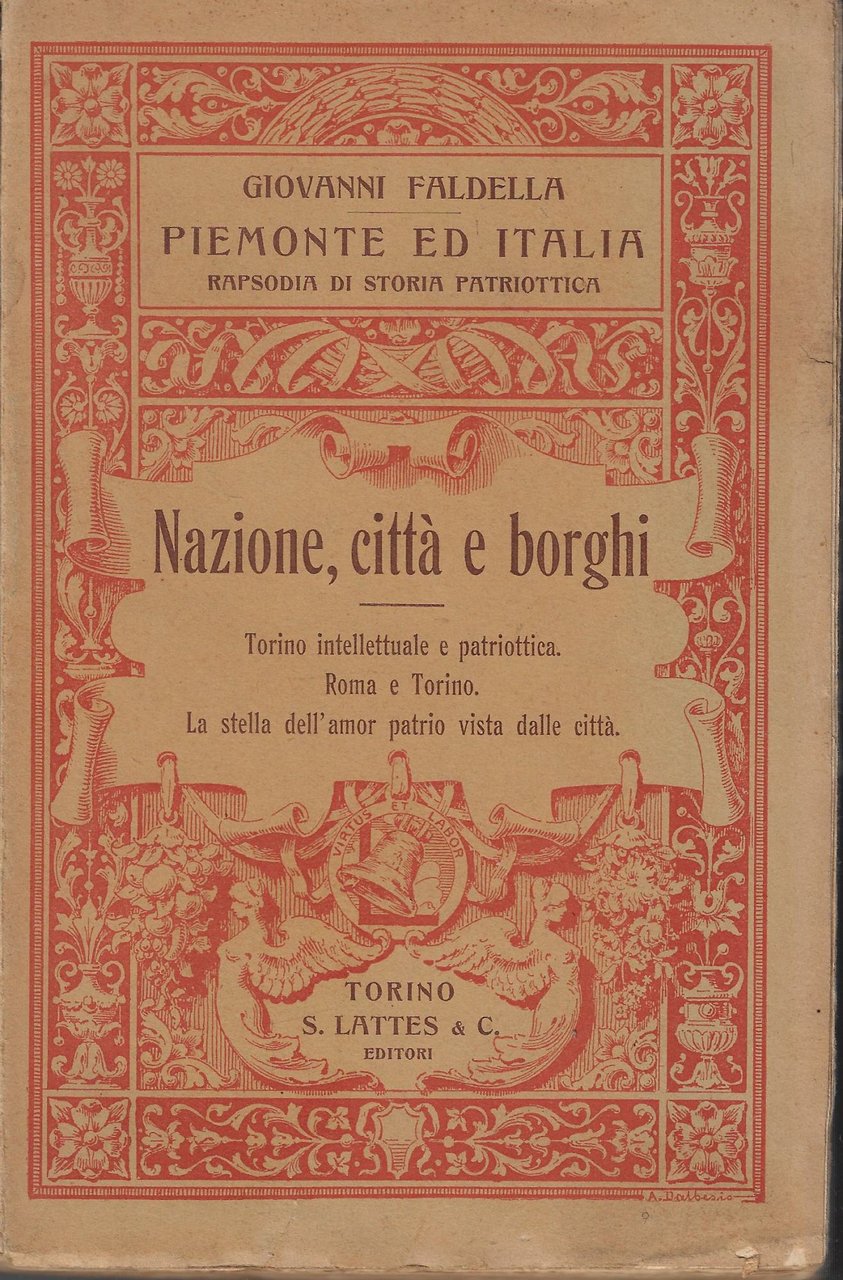 GIOVANNI FALDELLA
PIEMONTE ED ITALIA
RAPSODIA DI STORIA PATRIOTTICA
Nazione, città e borghi
Torino intellettuale e patriottica.
Roma e Torino.
La stella dell'amor patrio vista dalle città.
VIRTUS ET LABOR
TORINO
S. LATTES & C.
EDITORI
A. Dalbesio